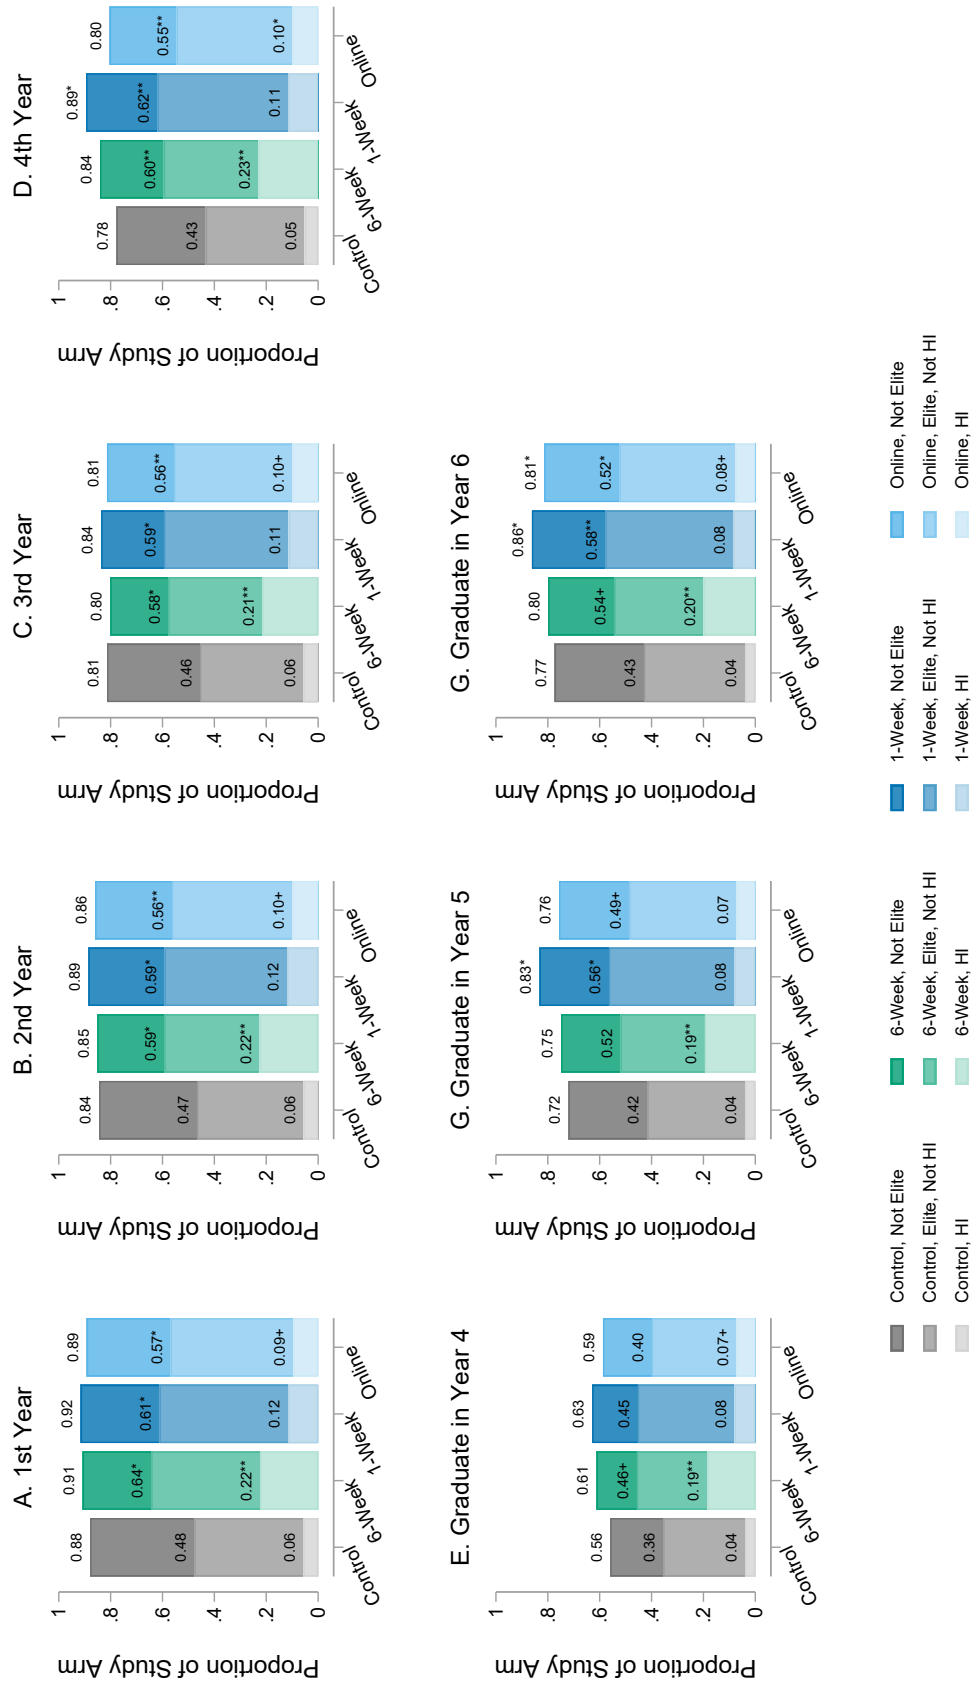 A. 1st Year
Proportion of Study Arm
1
.8
.6
.4
.2
0
0.88
0.48
0.06
0.91
0.64*
0.22**
0.92
0.61*
0.12
0.89
0.57*
0.09+
Control
6-Week
1-Week
Online
B. 2nd Year
Proportion of Study Arm
1
.8
.6
.4
.2
0
0.84
0.47
0.06
0.85
0.59*
0.22**
0.89
0.59*
0.12
0.86
0.56**
0.10+
Control
6-Week
1-Week
Online
C. 3rd Year
Proportion of Study Arm
1
.8
.6
.4
.2
0
0.81
0.46
0.06
0.80
0.58*
0.21**
0.84
0.59*
0.11
0.81
0.56**
0.10+
Control
6-Week
1-Week
Online
D. 4th Year
Proportion of Study Arm
1
.8
.6
.4
.2
0
0.78
0.43
0.05
0.84
0.60**
0.23**
0.89*
0.62**
0.11
0.80
0.55**
0.10*
Control
6-Week
1-Week
Online
E. Graduate in Year 4
Proportion of Study Arm
1
.8
.6
.4
.2
0
0.56
0.36
0.04
0.61
0.46+
0.19**
0.63
0.45
0.08
0.59
0.40
0.07+
Control
6-Week
1-Week
Online
G. Graduate in Year 5
Proportion of Study Arm
1
.8
.6
.4
.2
0
0.72
0.42
0.04
0.75
0.52
0.19**
0.83*
0.56*
0.08
0.76
0.49+
0.07
Control
6-Week
1-Week
Online
G. Graduate in Year 6
Proportion of Study Arm
1
.8
.6
.4
.2
0
0.77
0.43
0.04
0.80
0.54+
0.20**
0.86*
0.58**
0.08
0.81*
0.52*
0.08+
Control
6-Week
1-Week
Online
Control, Not Elite
6-Week, Not Elite
1-Week, Not Elite
Online, Not Elite
Control, Elite, Not HI
6-Week, Elite, Not HI
1-Week, Elite, Not HI
Online, Elite, Not HI
Control, HI
6-Week, HI
1-Week, HI
Online, HI